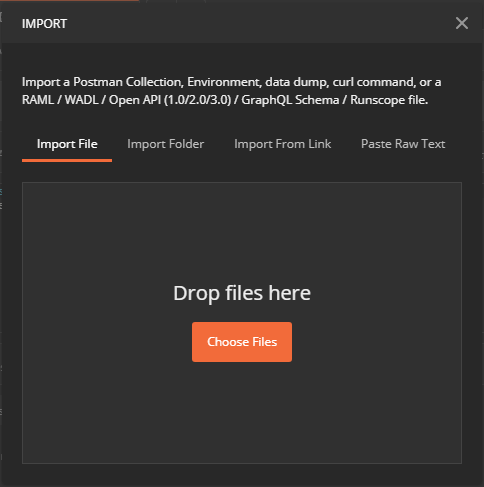 IMPORT
Import a Postman Collection, Environment, data dump, curl command, or a
RAML / WADL / Open API (1.0/2.0/3.0) / GraphQL Schema / Runscope file.
Import File
Import Folder
Import From Link
Paste Raw Text
Drop files here
Choose Files